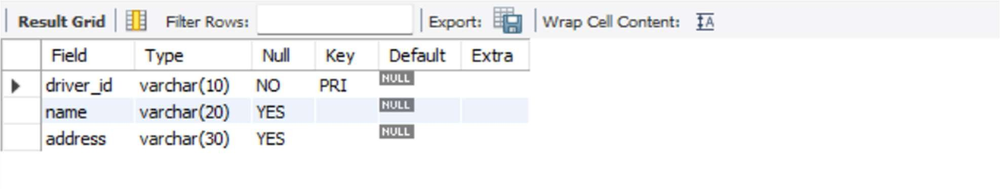 Result Grid Filter Rows: Export: Wrap Cell Content: A
Field Type Null Key Default Extra
driver_id varchar(10) NO PRI NULL
name varchar(20) YES NULL
address varchar(30) YES NULL